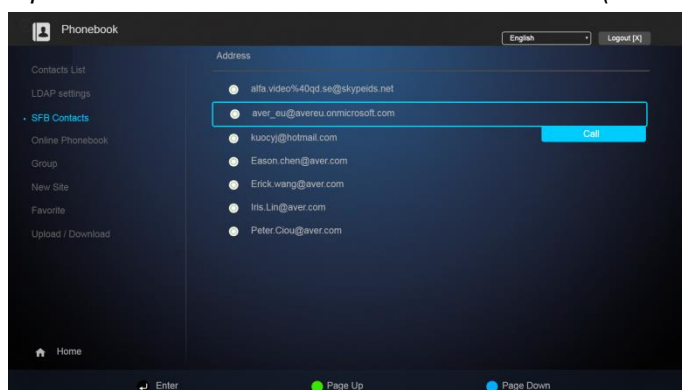 Phonebook
English
Logout [X]
Address
Contacts List
LDAP settings
SFB Contacts
Online Phonebook
Group
New Site
Favorite
Upload / Download
alfa.video%40qd.se@skypeids.net
aver_eu@avereu.onmicrosoft.com
Call
kuocyj@hotmail.com
Eason.chen@aver.com
Erick.wang@aver.com
Iris.Lin@aver.com
Peter.Ciou@aver.com
Home
Enter
Page Up
Page Down